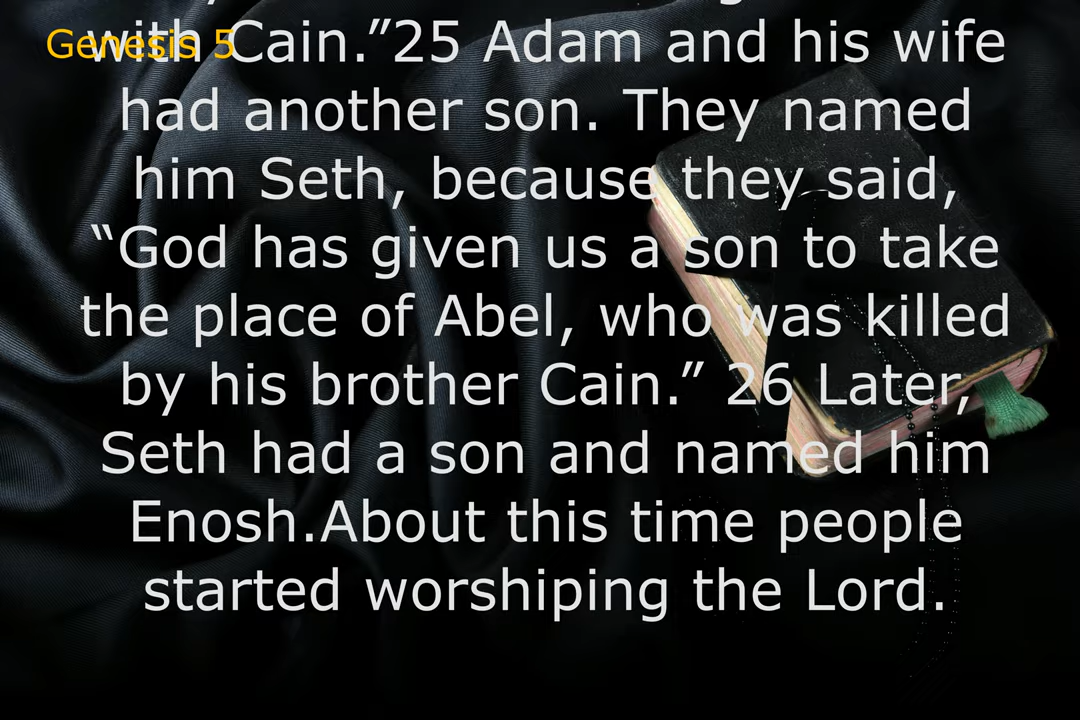 Genesis 5
with Cain.”25 Adam and his wife
had another son. They named
him Seth, because they said,
“God has given us a son to take
the place of Abel, who was killed
by his brother Cain.” 26 Later,
Seth had a son and named him
Enosh.About this time people
started worshiping the Lord.